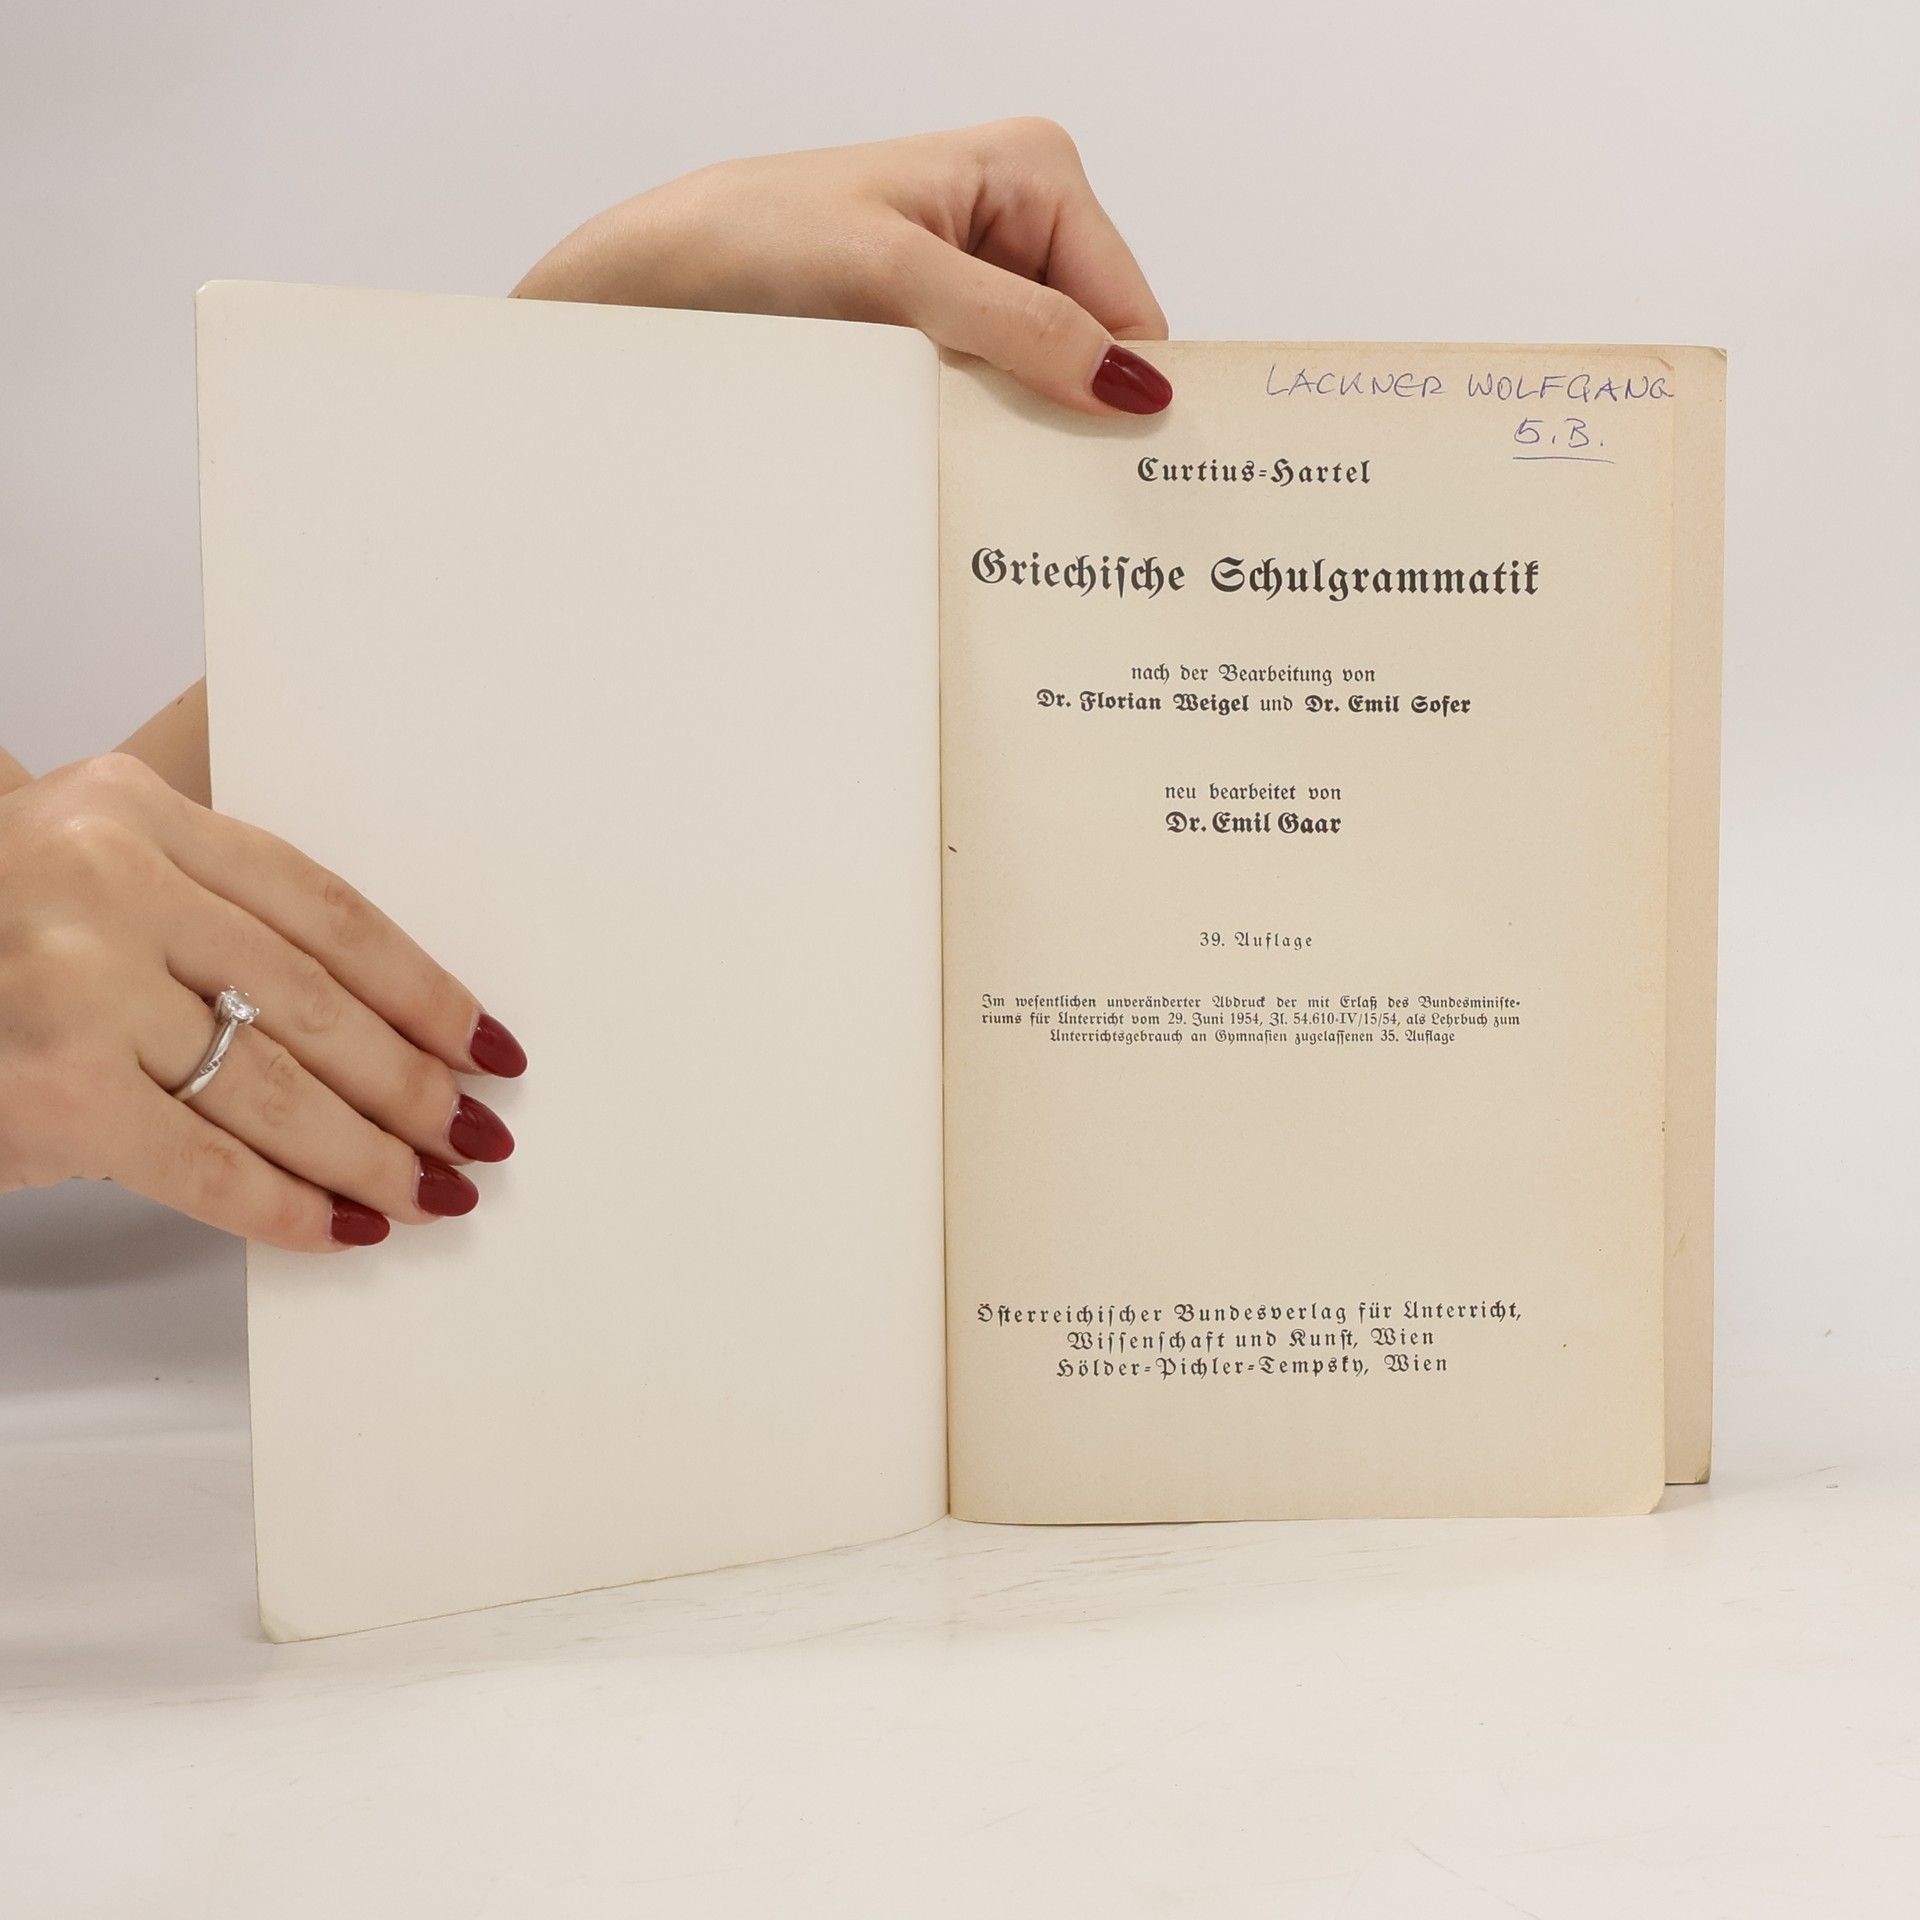 LACKNER WOLFGANG
5.B.
Curtius-Hartel
Griechische Schulgrammatik
nach der Bearbeitung von
Dr. Florian Weigel und Dr. Emil Sofer
neu bearbeitet von
Dr. Emil Gaar
39. Auflage
Im wesentlichen unveränderter Abdruck der mit Erlaß des Bundesministe-
riums für Unterricht vom 29. Juni 1954, Zl. 54.610-IV/15/54, als Lehrbuch zum
Unterrichtsgebrauch an Gymnasien zugelassenen 35. Auflage
Österreichischer Bundesverlag für Unterricht,
Wissenschaft und Kunst, Wien
Hölder-Pichler-Tempsky, Wien